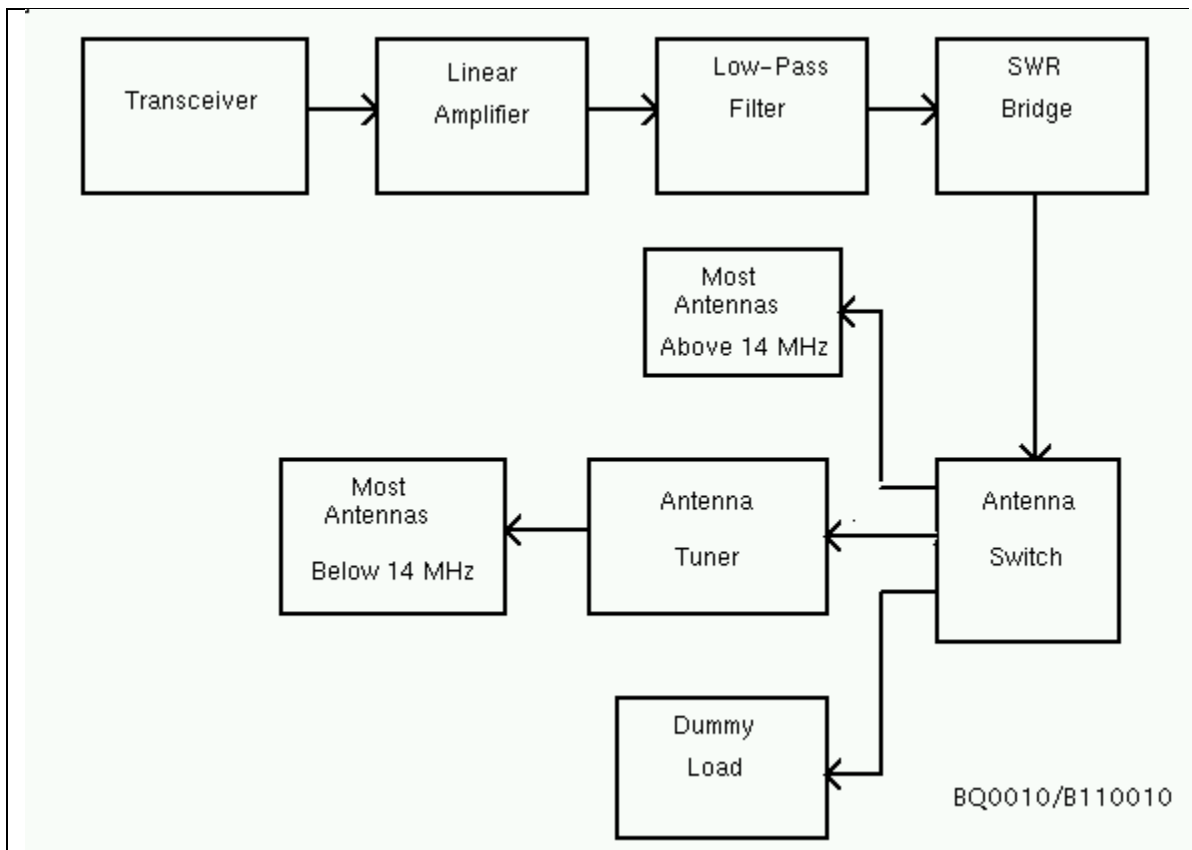 Transceiver
Linear
Amplifier
Low-Pass
Filter
SWR
Bridge
Most
Antennas
Above 14 MHz
Most
Antennas
Below 14 MHz
Antenna
Tuner
Antenna
Switch
Dummy
Load
BQ0010/B110010